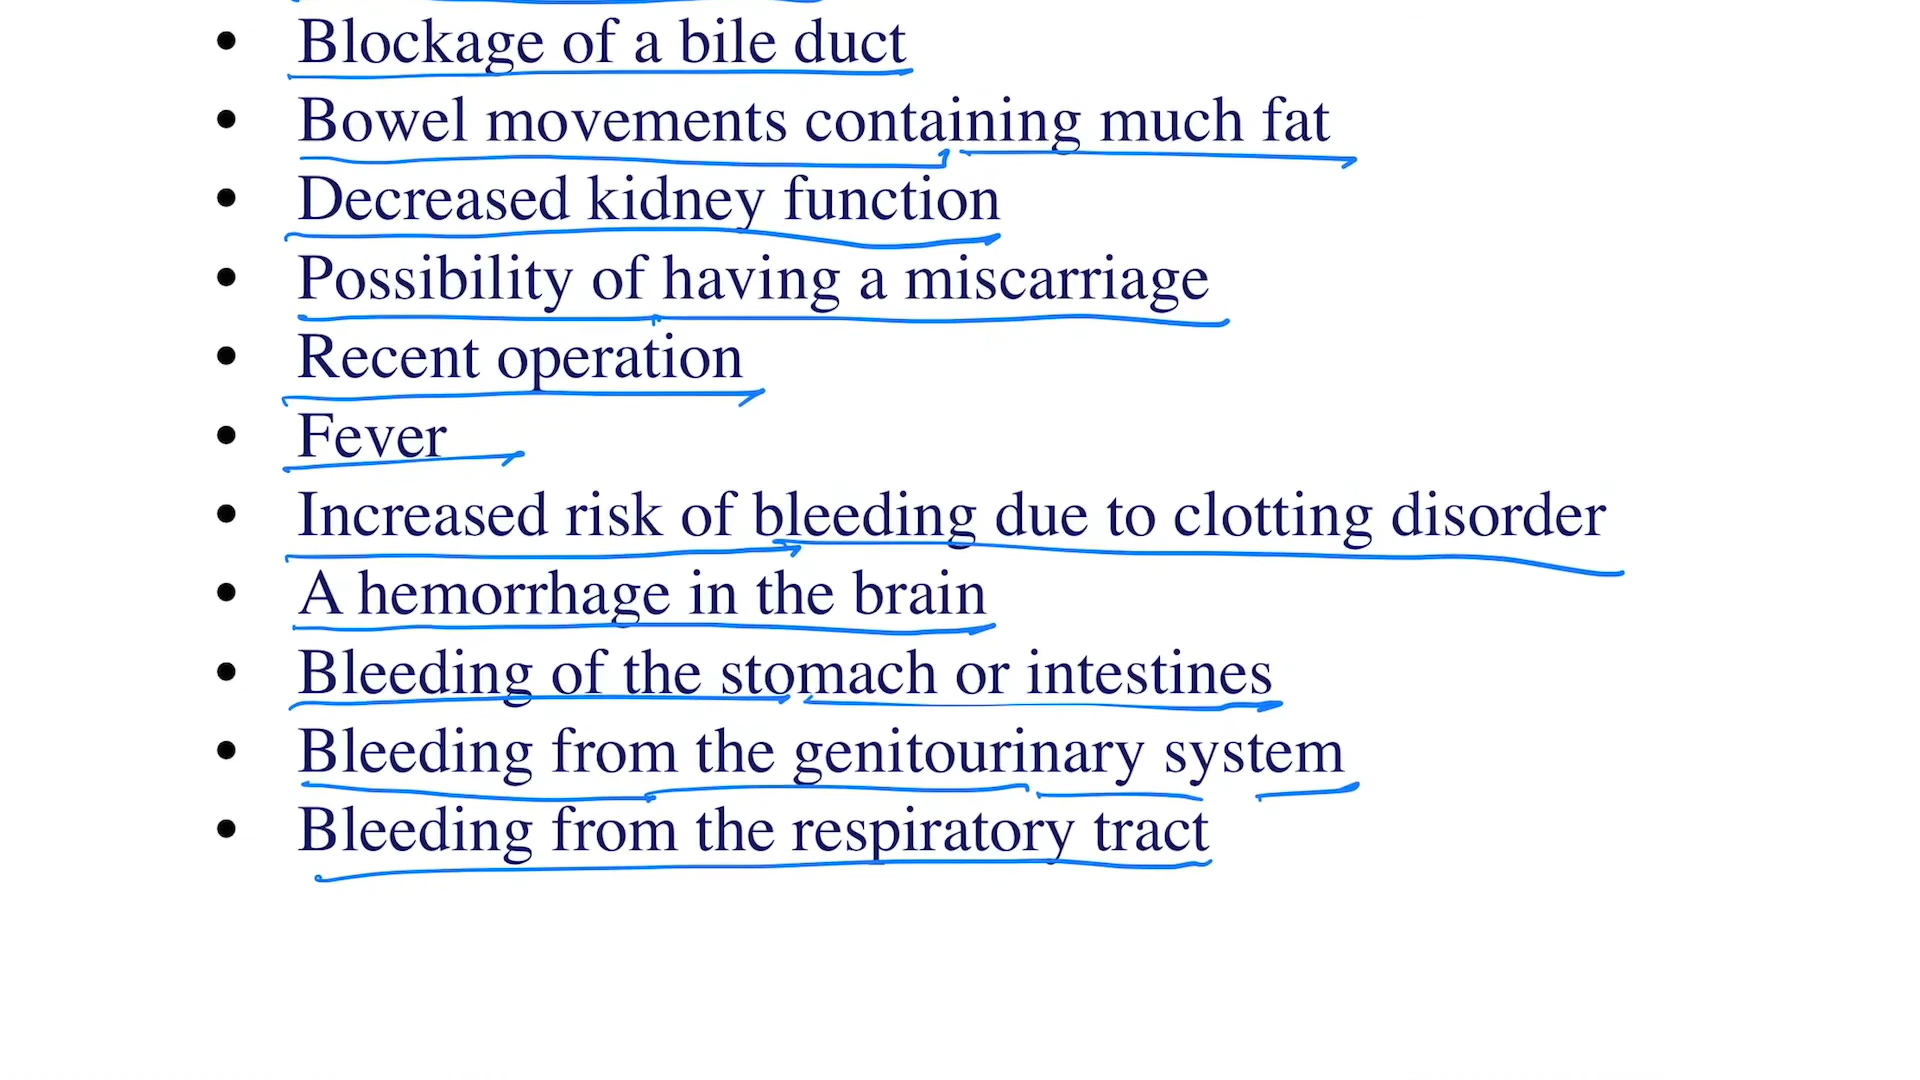 • Blockage of a bile duct
• Bowel movements containing much fat
• Decreased kidney function
• Possibility of having a miscarriage
• Recent operation
• Fever
• Increased risk of bleeding due to clotting disorder
• A hemorrhage in the brain
• Bleeding of the stomach or intestines
• Bleeding from the genitourinary system
• Bleeding from the respiratory tract